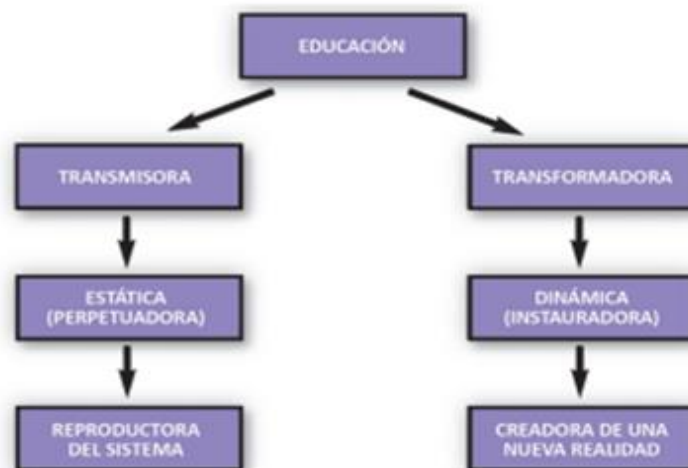 EDUCACIÓN
TRANSMISORA
TRANSFORMADORA
ESTÁTICA
(PERPETUADORA)
DINÁMICA
(INSTAURADORA)
REPRODUCTORA
DEL SISTEMA
CREADORA DE UNA
NUEVA REALIDAD